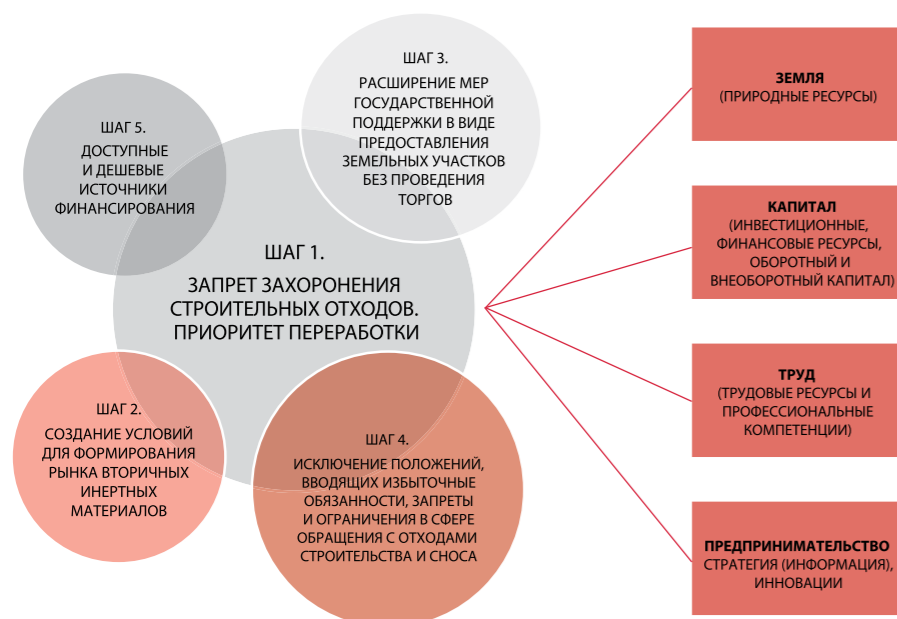 ШАГ 3.
РАСШИРЕНИЕ МЕР
ГОСУДАРСТВЕННОЙ
ПОДДЕРЖКИ В ВИДЕ
ПРЕДОСТАВЛЕНИЯ
ЗЕМЕЛЬНЫХ УЧАСТКОВ
БЕЗ ПРОВЕДЕНИЯ
ТОРГОВ
ШАГ 5.
ДОСТУПНЫЕ
И ДЕШЕВЫЕ
ИСТОЧНИКИ
ФИНАНСИРОВАНИЯ
ШАГ 1.
ЗАПРЕТ ЗАХОРОНЕНИЯ
СТРОИТЕЛЬНЫХ ОТХОДОВ.
ПРИОРИТЕТ ПЕРЕРАБОТКИ
ШАГ 2.
СОЗДАНИЕ УСЛОВИЙ
ДЛЯ ФОРМИРОВАНИЯ
РЫНКА ВТОРИЧНЫХ
ИНЕРТНЫХ
МАТЕРИАЛОВ
ШАГ 4.
ИСКЛЮЧЕНИЕ ПОЛОЖЕНИЙ,
ВВОДЯЩИХ ИЗБЫТОЧНЫЕ
ОБЯЗАННОСТИ, ЗАПРЕТЫ
И ОГРАНИЧЕНИЯ В СФЕРЕ
ОБРАЩЕНИЯ С ОТХОДАМИ
СТРОИТЕЛЬСТВА И СНОСА
ЗЕМЛЯ
(ПРИРОДНЫЕ РЕСУРСЫ)
КАПИТАЛ
(ИНВЕСТИЦИОННЫЕ,
ФИНАНСОВЫЕ РЕСУРСЫ,
ОБОРОТНЫЙ И
ВНЕОБОРОТНЫЙ КАПИТАЛ)
ТРУД
(ТРУДОВЫЕ РЕСУРСЫ И
ПРОФЕССИОНАЛЬНЫЕ
КОМПЕТЕНЦИИ)
ПРЕДПРИНИМАТЕЛЬСТВО
СТРАТЕГИЯ (ИНФОРМАЦИЯ),
ИННОВАЦИИ